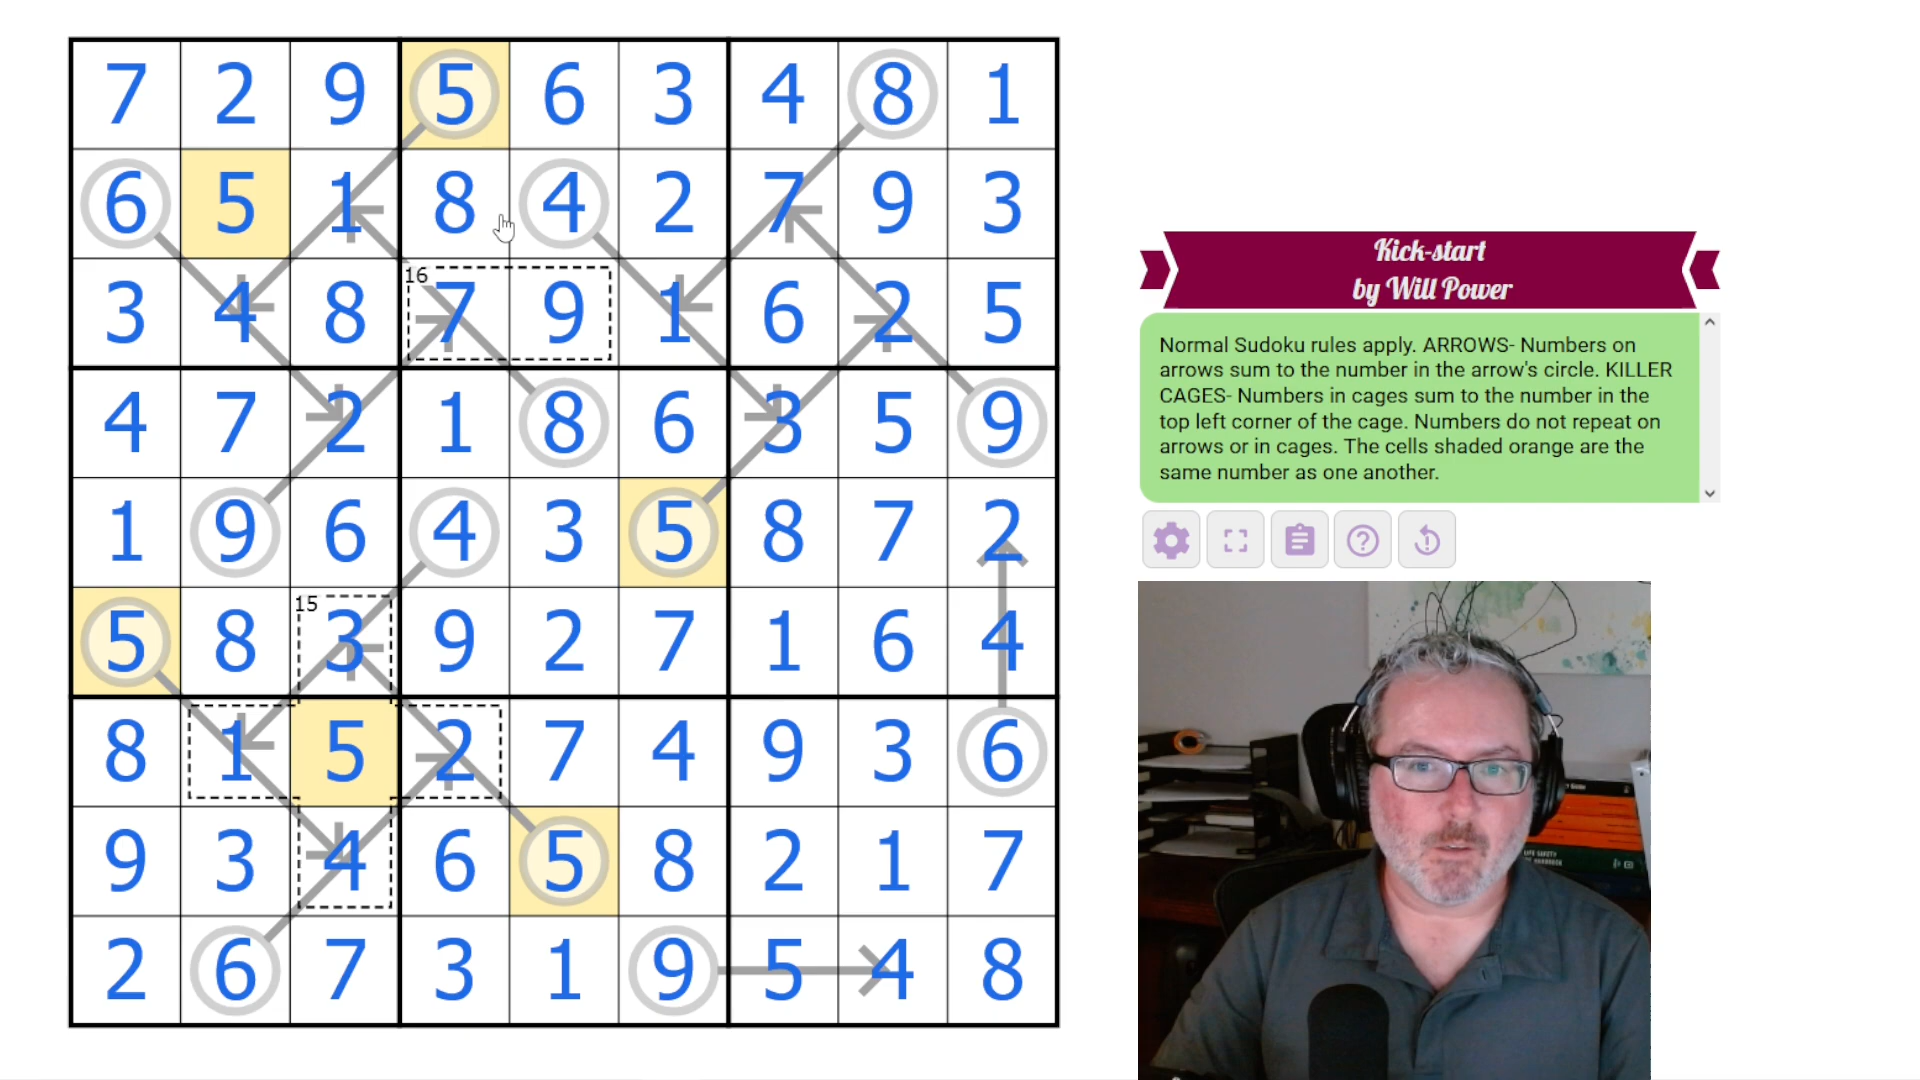 7 2 9 5 6 3 4 8 1
6 5 1 8 4 2 7 9 3
16
3 4 8 7 9 1 6 2 5
4 7 2 1 8 6 3 5 9
1 9 6 4 3 5 8 7 2
15
5 8 3 9 2 7 1 6 4
8 1 5 2 7 4 9 3 6
9 3 4 6 5 8 2 1 7
2 6 7 3 1 9 5 4 8
Kick-start
by Will Power
Normal Sudoku rules apply. ARROWS- Numbers on
arrows sum to the number in the arrow's circle. KILLER
CAGES- Numbers in cages sum to the number in the
top left corner of the cage. Numbers do not repeat on
arrows or in cages. The cells shaded orange are the
same number as one another.